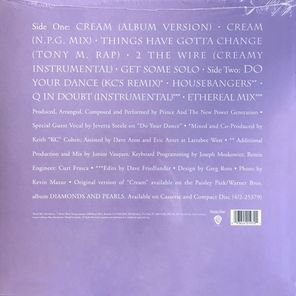 Side One: CREAM (ALBUM VERSION) · CREAM
(N.P.G. MIX) · THINGS HAVE GOTTA CHANGE
(TONY M. RAP) · 2 THE WIRE (CREAMY
INSTRUMENTAL) · GET SOME SOLO · Side Two: DO
YOUR DANCE (KC'S REMIX)* · HOUSEBANGERS** ·
Q IN DOUBT (INSTRUMENTAL)*** · ETHEREAL MIX***
Produced, Arranged, Composed and Performed by Prince And The New Power Generation ·
Special Guest Vocal by Jevetta Steele on "Do Your Dance" · *Mixed and Co-Produced by
Keith "KC" Cohen; Assisted by Dave Aron and Eric Anest at Larrabee West · ** Additional
Production and Mix by Junior Vasquez; Keyboard Programming by Joseph Moskowitz;
Engineer: Curt Frasca · ***Edits by Dave Friedlander · Design by Greg Ross · Photo by
Kevin Mazur · Original version of "Cream" available on the Paisley Park/Warner Bros.
album DIAMONDS AND PEARLS. Available on Cassette and Compact Disc (4/2-25379)